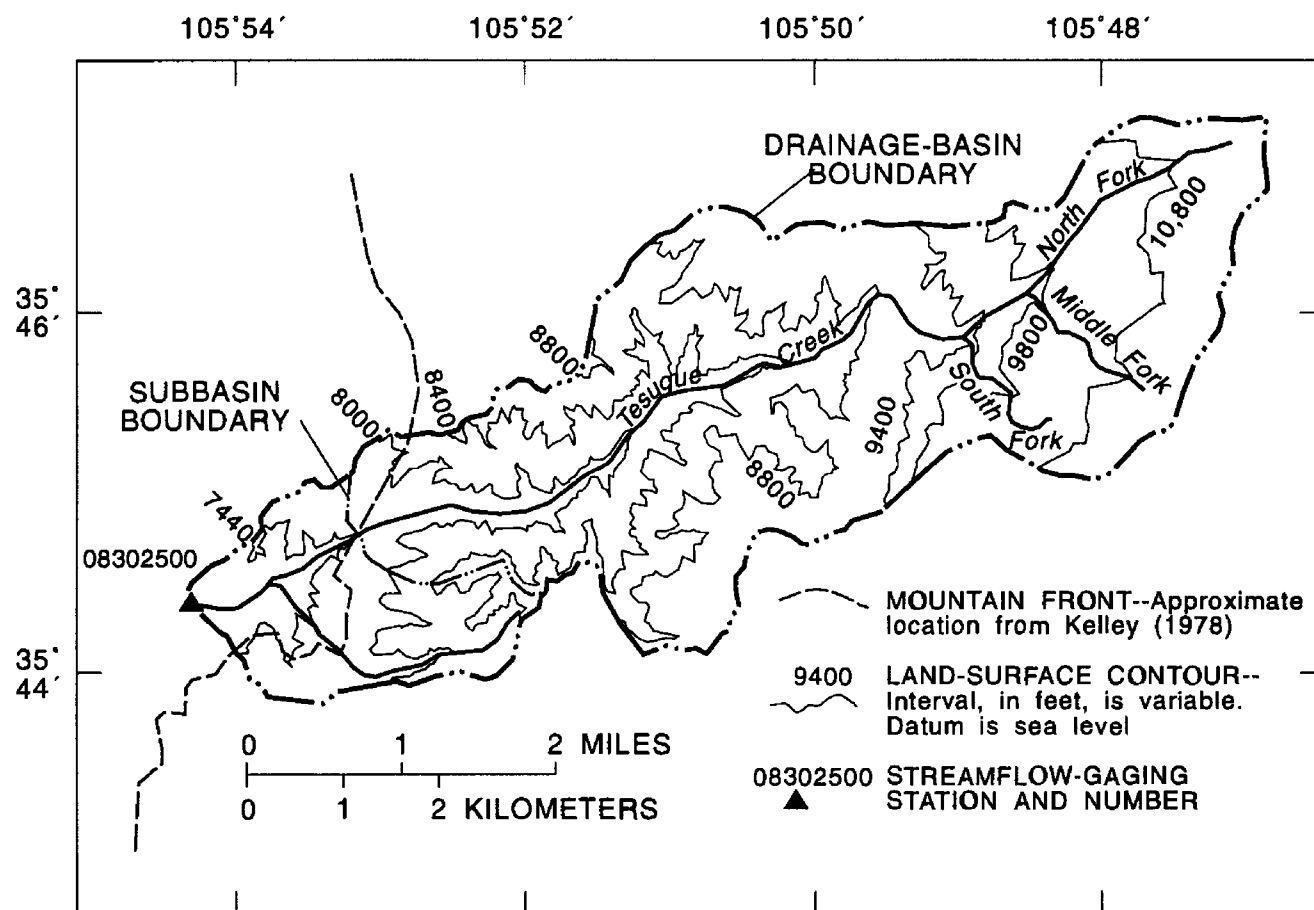 105°54′
105°52′
105°50′
105°48′
35°
46′
35°
44′
DRAINAGE-BASIN
BOUNDARY
North Fork
10,800
Middle Fork
9800
South Fork
Tesuque Creek
8800
8400
8000
SUBBASIN
BOUNDARY
9400
8800
7440
08302500
MOUNTAIN FRONT--Approximate
location from Kelley (1978)
9400 LAND-SURFACE CONTOUR--
Interval, in feet, is variable.
Datum is sea level
08302500 STREAMFLOW-GAGING
STATION AND NUMBER
0 1 2 MILES
0 1 2 KILOMETERS